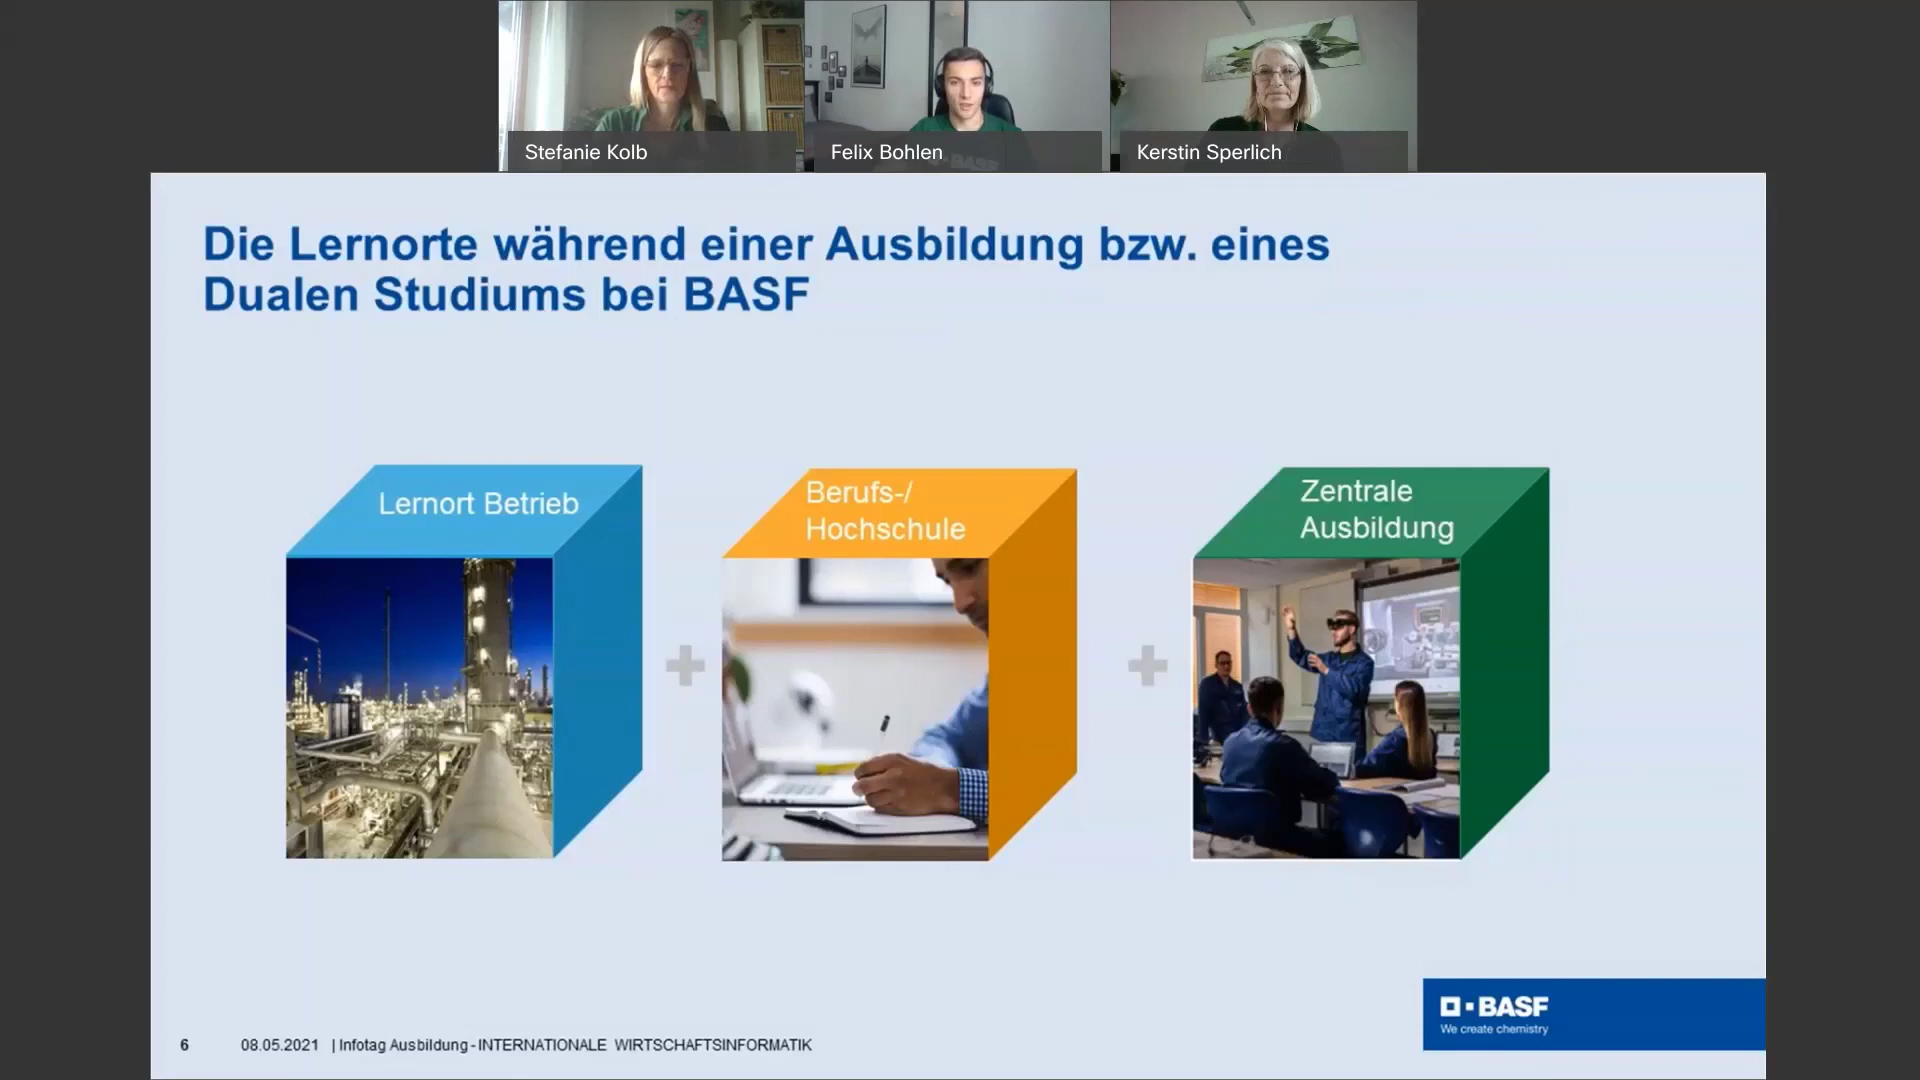 Stefanie Kolb
Felix Bohlen
Kerstin Sperlich
Die Lernorte während einer Ausbildung bzw. eines
Dualen Studiums bei BASF
Lernort Betrieb
Berufs-/
Hochschule
Zentrale
Ausbildung
BASF
We create chemistry
6 08.05.2021 | Infotag Ausbildung - INTERNATIONALE WIRTSCHAFTSINFORMATIK